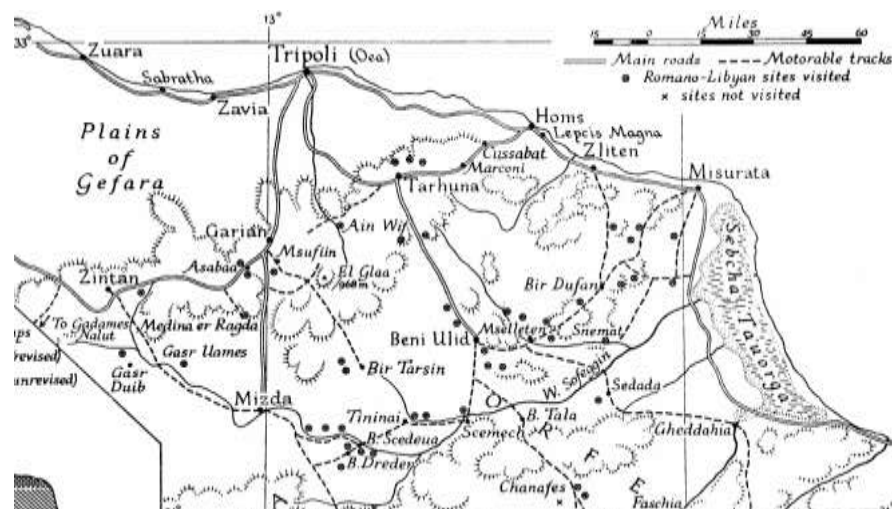 Miles
15 0 15 30 45 60
33°
13°
Main roads
Motorable tracks
Romano-Libyan sites visited
× sites not visited
Zuara
Sabratha
Zavia
Tripoli (Oea)
Plains
of
Gefara
Homs
Lepcis Magna
Cussabat
Marconi
Zliten
Tarhuna
Misurata
Garian
Ain Wif
Msufiin
Asabaa
El Glaa
968 m
Zintan
To Gadames
Nalut
Medina er Ragda
Gasr Uames
Gasr
Duib
Bir Dufan
Sebcha Tauorga
Beni Ulid
Mselleten
Snemat
Bir Tarsin
W. Sofeggin
Sedada
Mizda
Tininai
B. Tala
Scemech
Gheddahia
B. Scedeua
B. Dreder
O R F E
Chanafes
Faschia
revised)
unrevised)